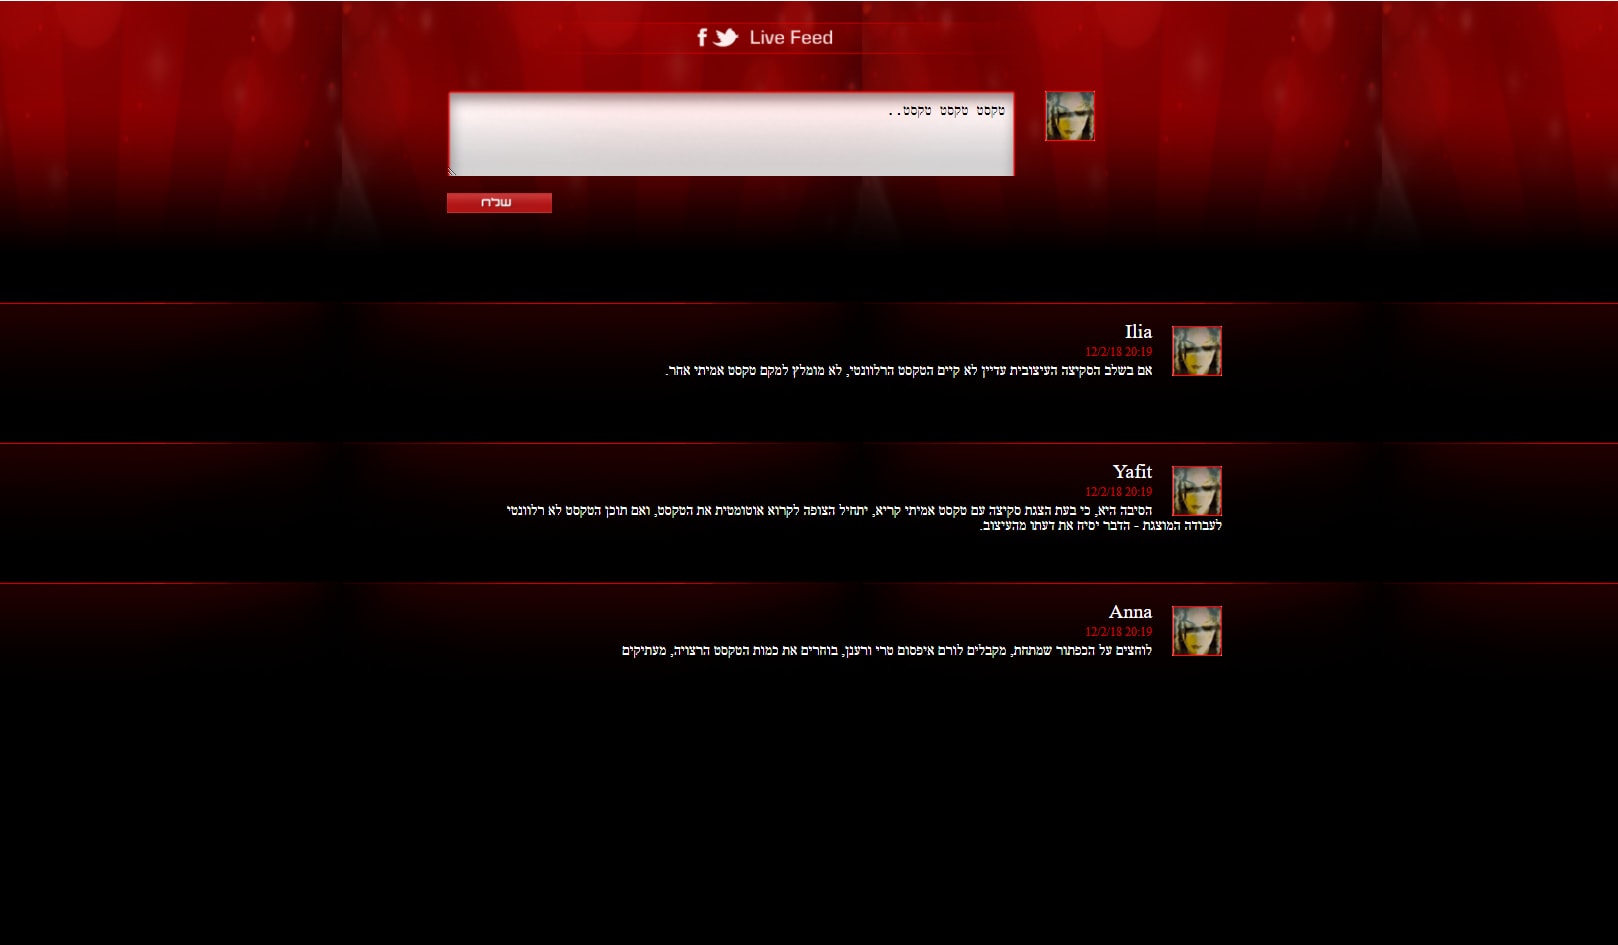 Live Feed
טקסט טקסט טקסט..
שלח
Ilia
12/2/18 20:19
אם בשלב הסקיצה העיצובית עדיין לא קיים הטקסט הרלוונטי, לא מומלץ למקם טקסט אמיתי אחר.
Yafit
12/2/18 20:19
הסיבה היא, כי בעת הצגת סקיצה עם טקסט אמיתי קריא, יתחיל הצופה לקרוא אוטומטית את הטקסט, ואם תוכן הטקסט לא רלוונטי
לעבודה המוצגת - הדבר יסיח את דעתו מהעיצוב.
Anna
12/2/18 20:19
לוחצים על הכפתור שמתחת, מקבלים לורם איפסום טרי ורענן, בוחרים את כמות הטקסט הרצויה, מעתיקים